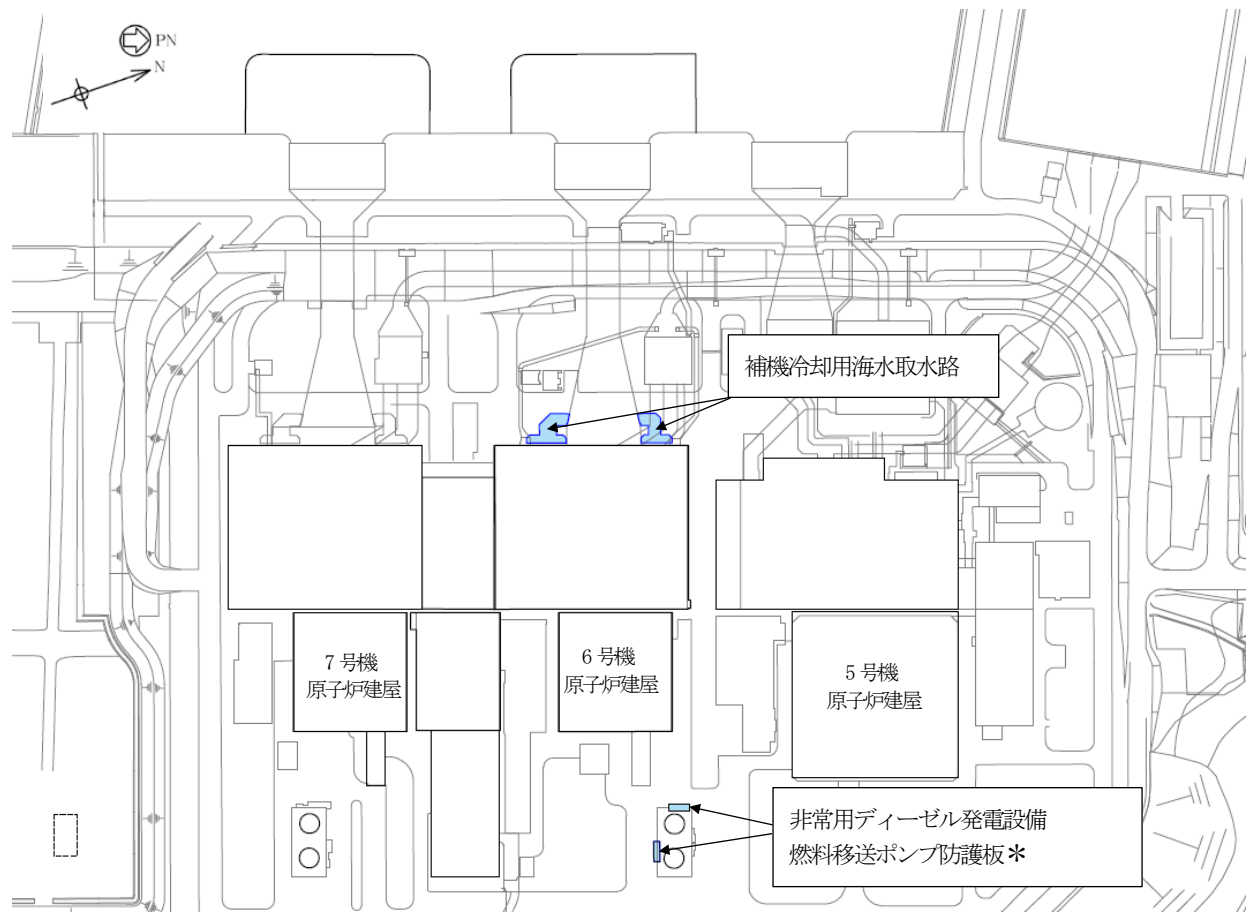 PN
N
補機冷却用海水取水路
7 号機
原子炉建屋
6 号機
原子炉建屋
5 号機
原子炉建屋
非常用ディーゼル発電設備
燃料移送ポンプ防護板＊